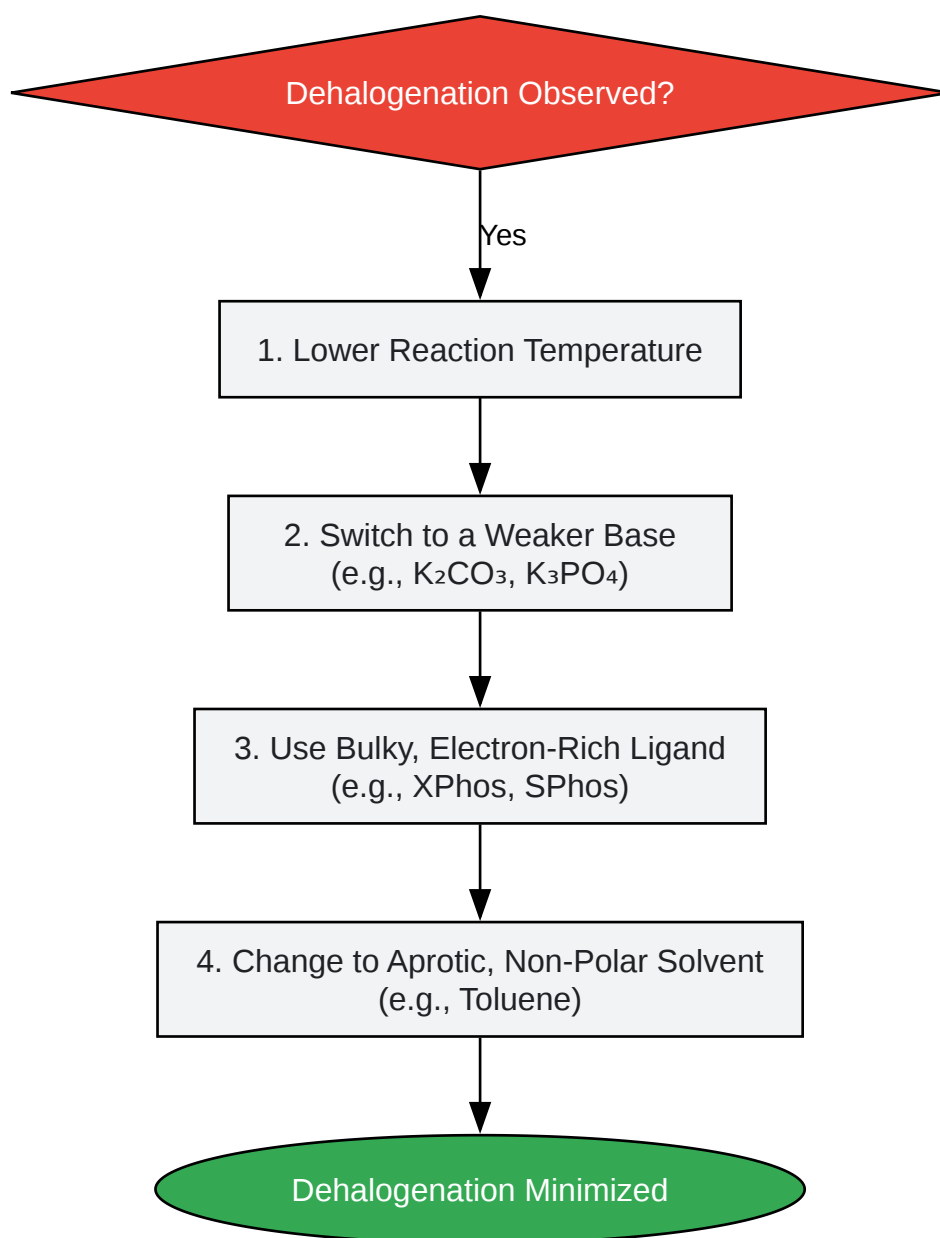 Dehalogenation Observed?
Yes
1. Lower Reaction Temperature
2. Switch to a Weaker Base
(e.g., K₂CO₃, K₃PO₄)
3. Use Bulky, Electron-Rich Ligand
(e.g., XPhos, SPhos)
4. Change to Aprotic, Non-Polar Solvent
(e.g., Toluene)
Dehalogenation Minimized